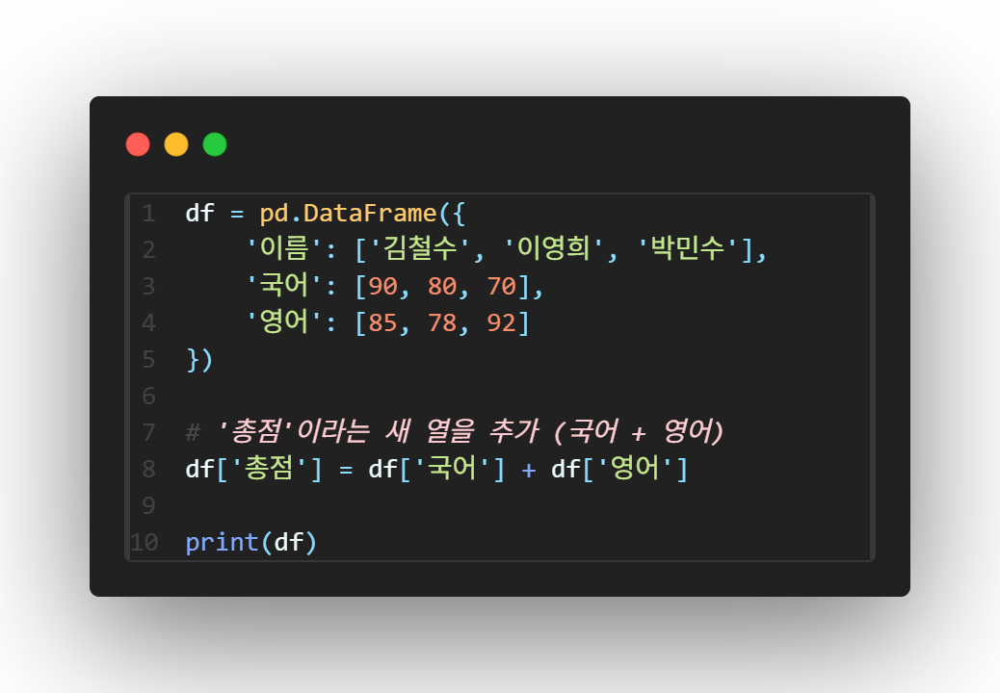 1 df = pd.DataFrame({
2     '이름': ['김철수', '이영희', '박민수'],
3     '국어': [90, 80, 70],
4     '영어': [85, 78, 92]
5 })
6
7 # '총점'이라는 새 열을 추가 (국어 + 영어)
8 df['총점'] = df['국어'] + df['영어']
9
10 print(df)